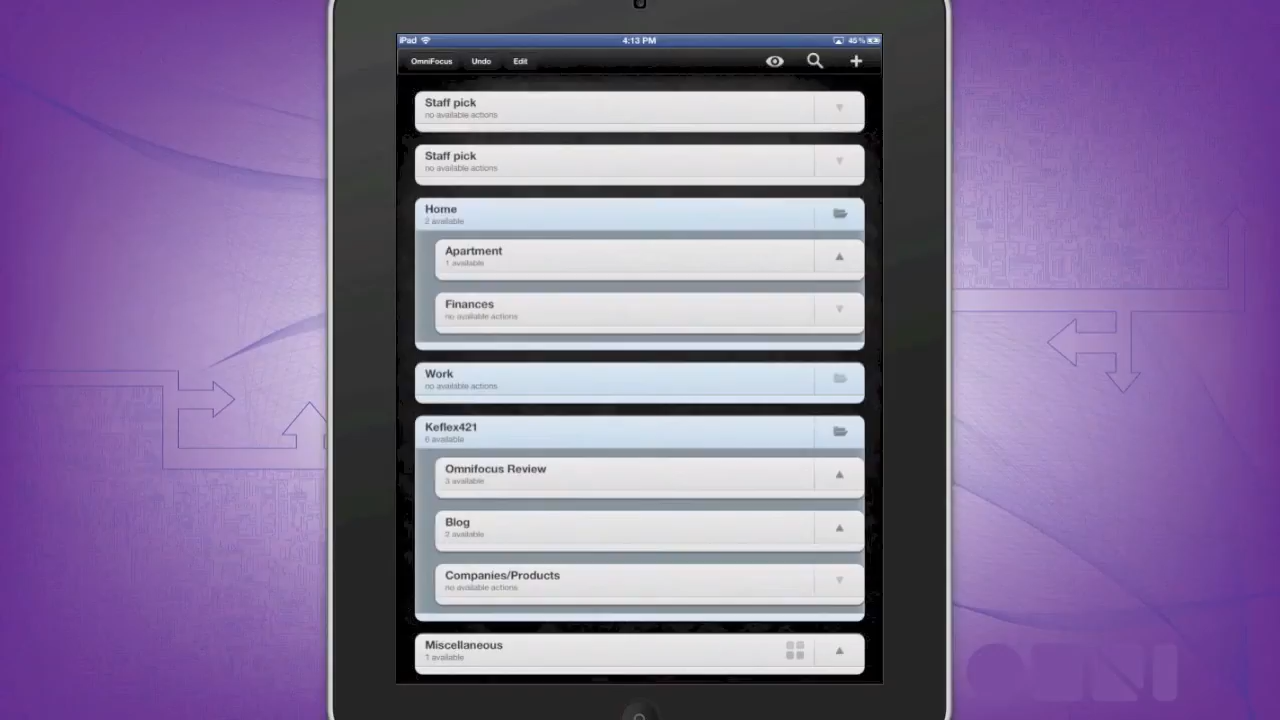 iPad
4:13 PM
45%
OmniFocus
Undo
Edit
Staff pick
no available actions
Staff pick
no available actions
Home
2 available
Apartment
1 available
Finances
no available actions
Work
no available actions
Keflex421
6 available
Omnifocus Review
3 available
Blog
2 available
Companies/Products
no available actions
Miscellaneous
1 available